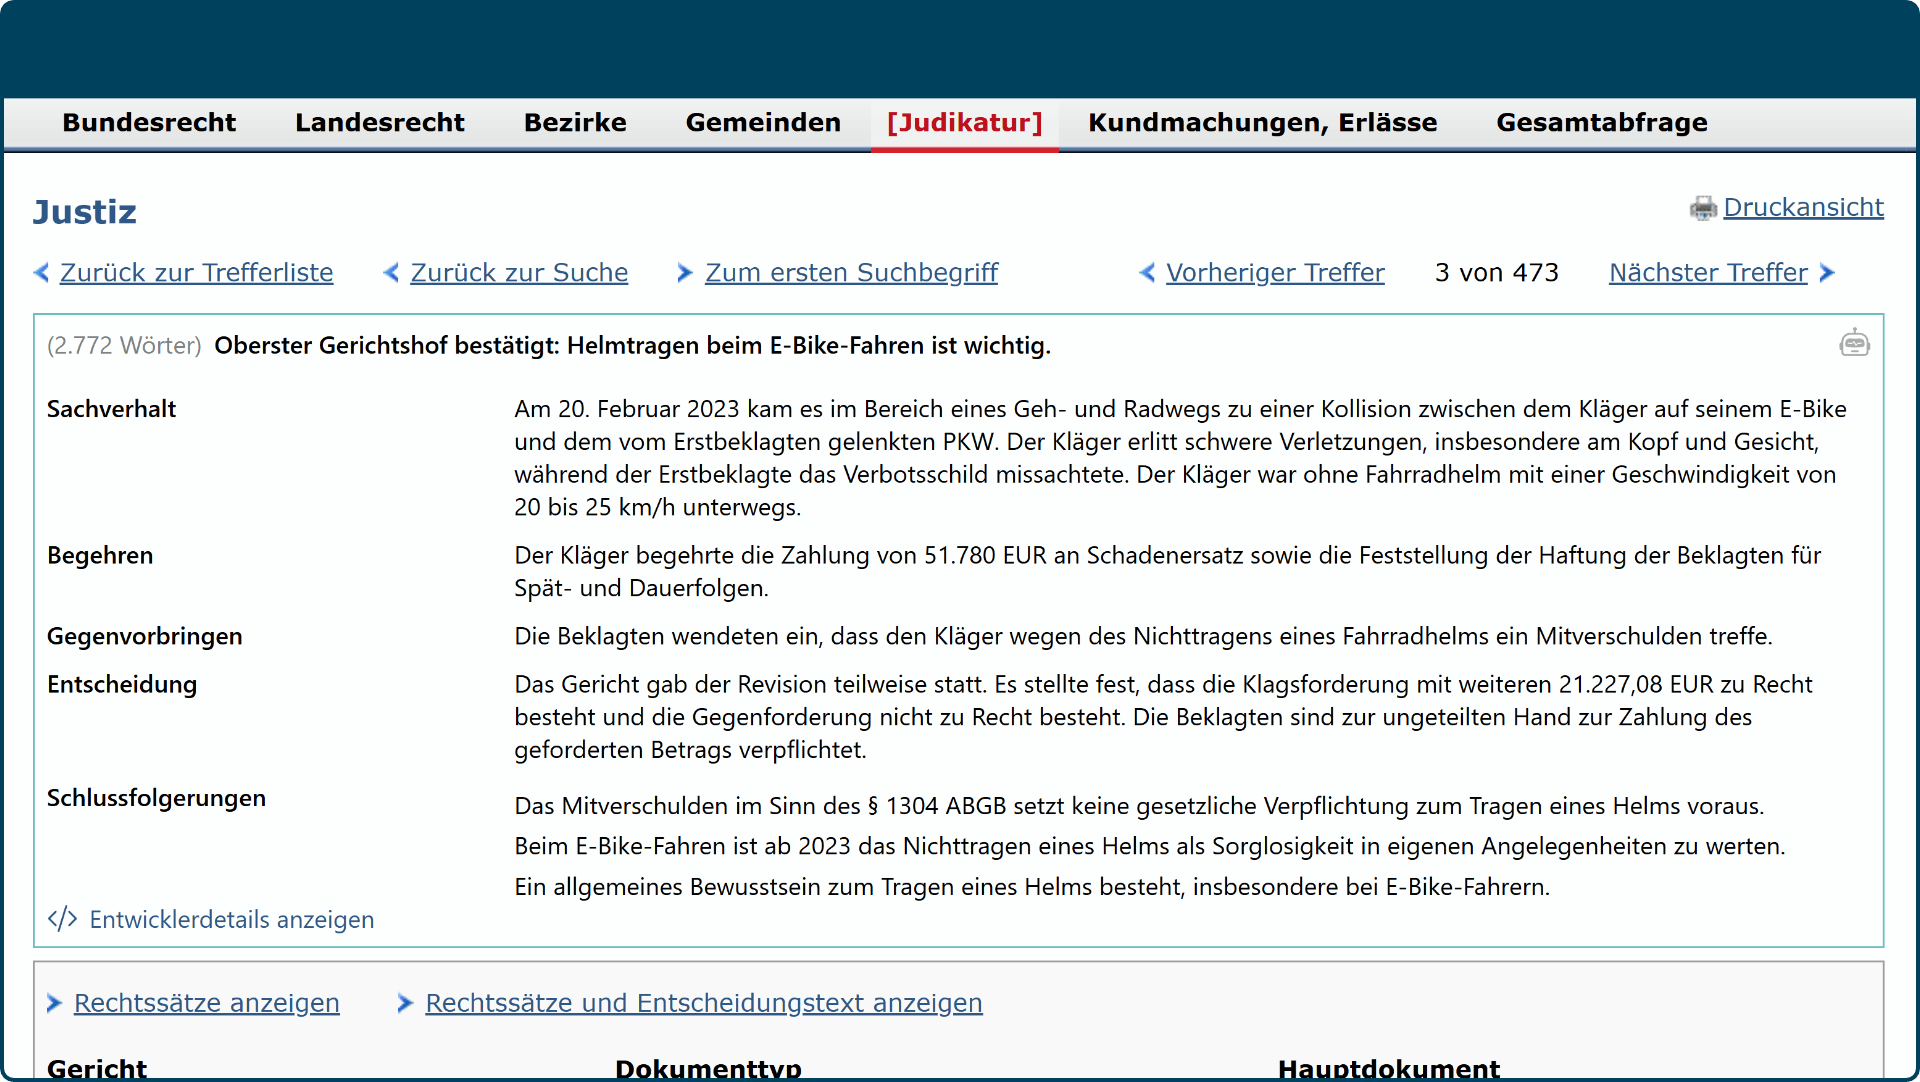 Bundesrecht Landesrecht Bezirke Gemeinden [Judikatur] Kundmachungen, Erlässe Gesamtabfrage
Justiz
Druckansicht
Zurück zur Trefferliste Zurück zur Suche Zum ersten Suchbegriff Vorheriger Treffer 3 von 473 Nächster Treffer
(2.772 Wörter) Oberster Gerichtshof bestätigt: Helmtragen beim E-Bike-Fahren ist wichtig.
Sachverhalt
Am 20. Februar 2023 kam es im Bereich eines Geh- und Radwegs zu einer Kollision zwischen dem Kläger auf seinem E-Bike
und dem vom Erstbeklagten gelenkten PKW. Der Kläger erlitt schwere Verletzungen, insbesondere am Kopf und Gesicht,
während der Erstbeklagte das Verbotsschild missachtete. Der Kläger war ohne Fahrradhelm mit einer Geschwindigkeit von
20 bis 25 km/h unterwegs.
Begehren
Der Kläger begehrte die Zahlung von 51.780 EUR an Schadenersatz sowie die Feststellung der Haftung der Beklagten für
Spät- und Dauerfolgen.
Gegenvorbringen
Die Beklagten wendeten ein, dass den Kläger wegen des Nichttragens eines Fahrradhelms ein Mitverschulden treffe.
Entscheidung
Das Gericht gab der Revision teilweise statt. Es stellte fest, dass die Klagsforderung mit weiteren 21.227,08 EUR zu Recht
besteht und die Gegenforderung nicht zu Recht besteht. Die Beklagten sind zur ungeteilten Hand zur Zahlung des
geforderten Betrags verpflichtet.
Schlussfolgerungen
Das Mitverschulden im Sinn des § 1304 ABGB setzt keine gesetzliche Verpflichtung zum Tragen eines Helms voraus.
Beim E-Bike-Fahren ist ab 2023 das Nichttragen eines Helms als Sorglosigkeit in eigenen Angelegenheiten zu werten.
Ein allgemeines Bewusstsein zum Tragen eines Helms besteht, insbesondere bei E-Bike-Fahrern.
</> Entwicklerdetails anzeigen
Rechtssätze anzeigen Rechtssätze und Entscheidungstext anzeigen
Gericht Dokumenttyp Hauptdokument